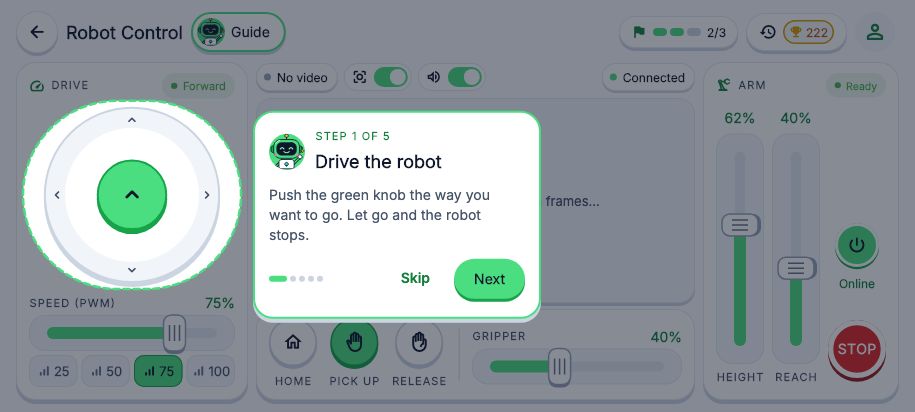 Robot Control
Guide
2/3
222
DRIVE
Forward
No video
Connected
ARM
Ready
STEP 1 OF 5
Drive the robot
Push the green knob the way you
want to go. Let go and the robot
stops.
Skip
Next
frames...
62%
40%
Online
STOP
HEIGHT
REACH
SPEED (PWM)
75%
25
50
75
100
HOME
PICK UP
RELEASE
GRIPPER
40%